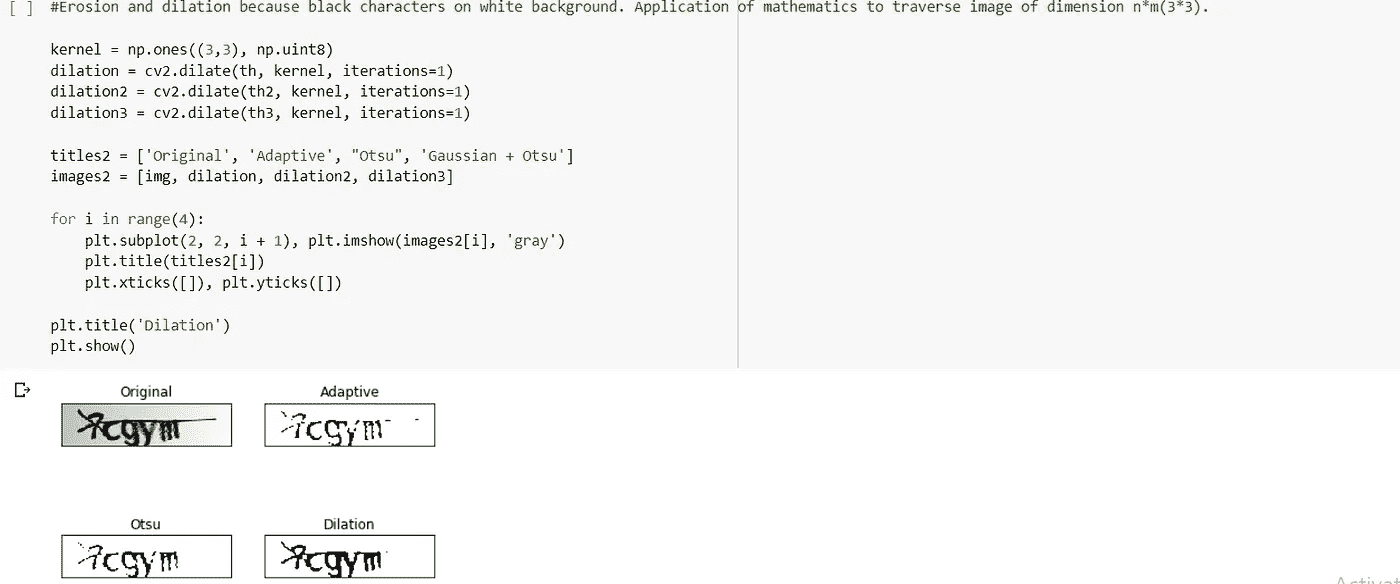 [ ] #Erosion and dilation because black characters on white background. Application of mathematics to traverse image of dimension n*m(3*3).
kernel = np.ones((3,3), np.uint8)
dilation = cv2.dilate(th, kernel, iterations=1)
dilation2 = cv2.dilate(th2, kernel, iterations=1)
dilation3 = cv2.dilate(th3, kernel, iterations=1)
titles2 = ['Original', 'Adaptive', "Otsu", 'Gaussian + Otsu']
images2 = [img, dilation, dilation2, dilation3]
for i in range(4):
    plt.subplot(2, 2, i + 1), plt.imshow(images2[i], 'gray')
    plt.title(titles2[i])
    plt.xticks([]), plt.yticks([])
plt.title('Dilation')
plt.show()
Original Adaptive
7cgym 7cgym
Otsu Dilation
7cgym 7cgym